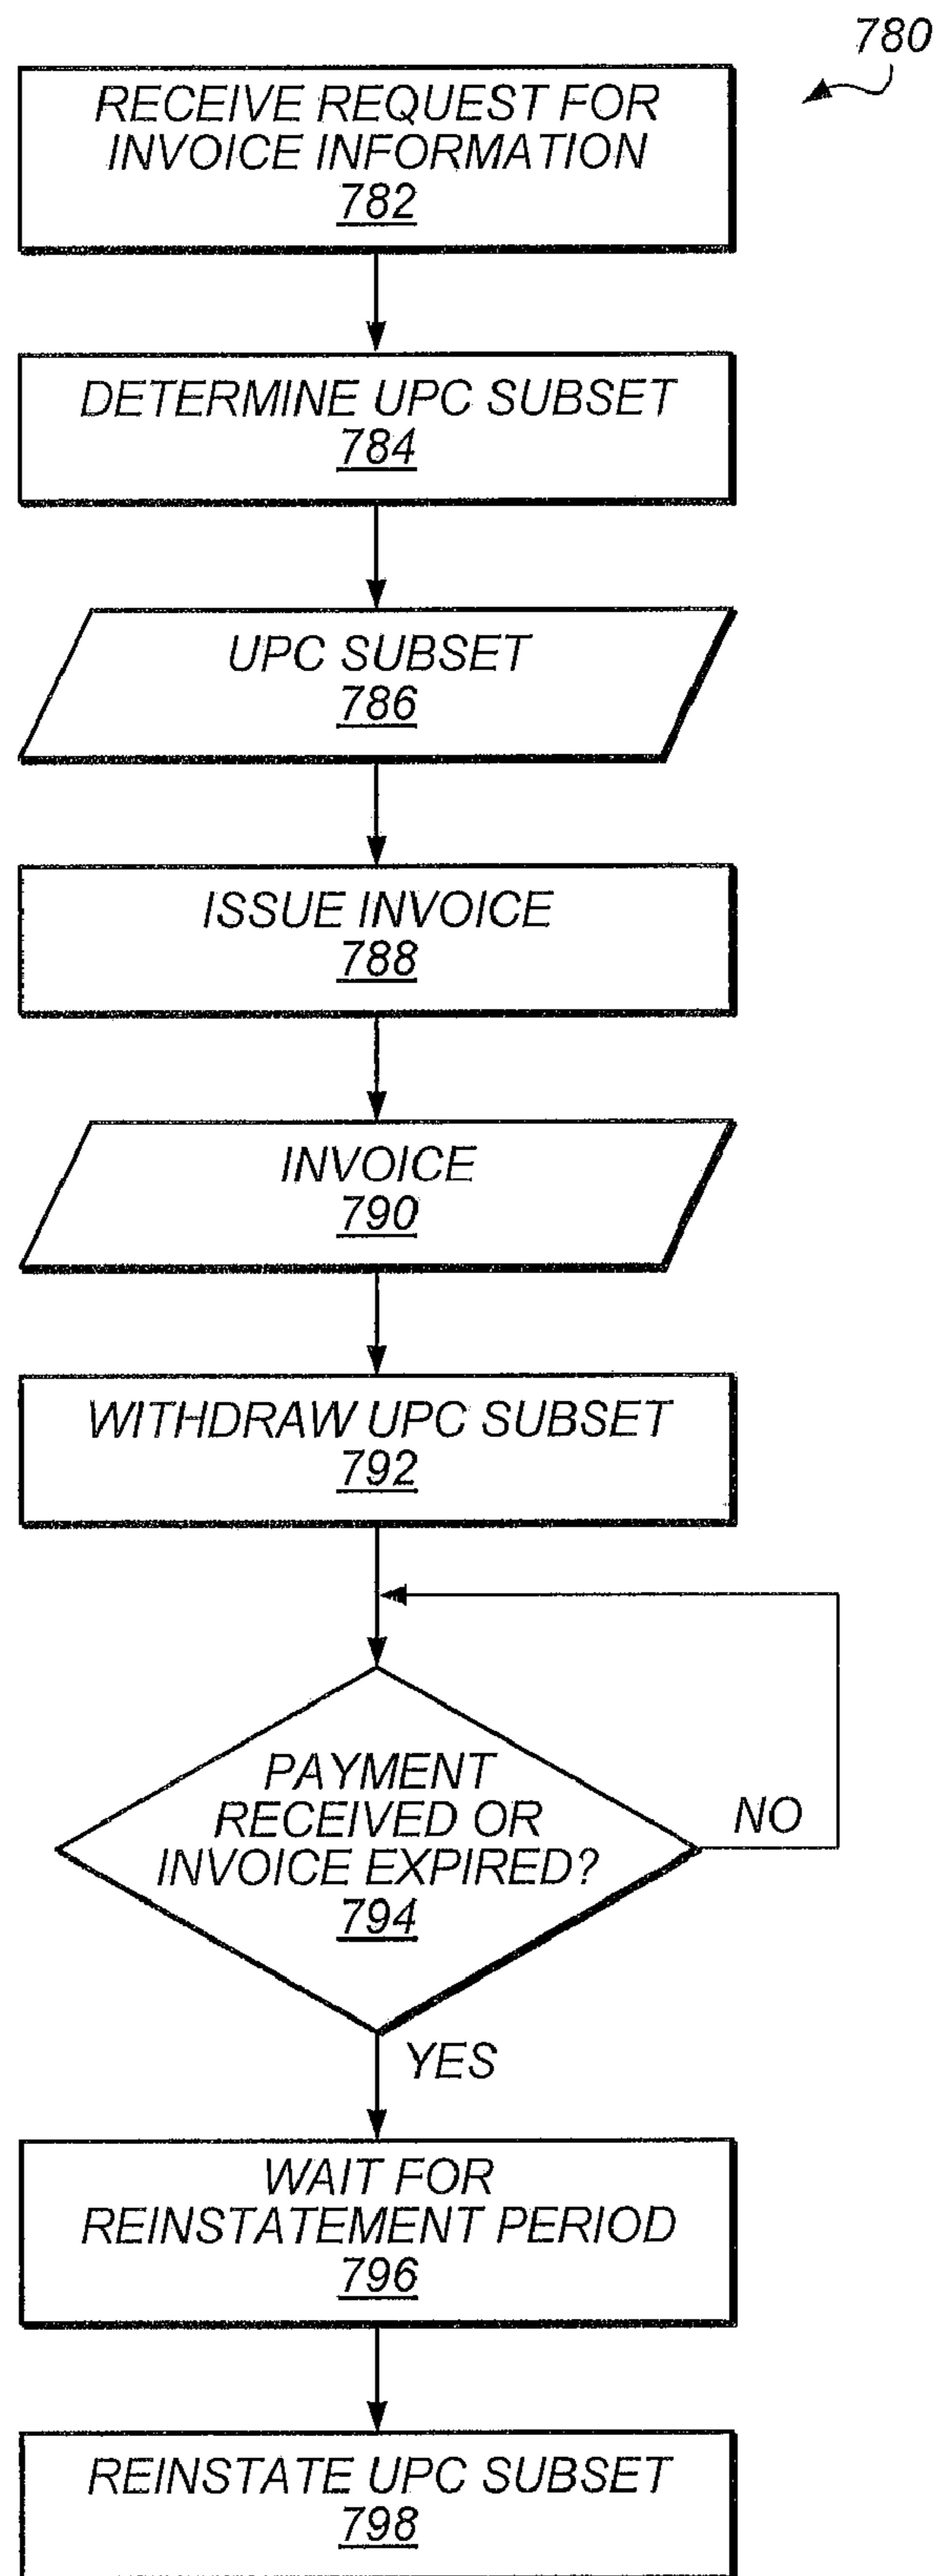 780
RECEIVE REQUEST FOR
INVOICE INFORMATION
782
DETERMINE UPC SUBSET
784
UPC SUBSET
786
ISSUE INVOICE
788
INVOICE
790
WITHDRAW UPC SUBSET
792
PAYMENT
RECEIVED OR
INVOICE EXPIRED?
794
NO
YES
WAIT FOR
REINSTATEMENT PERIOD
796
REINSTATE UPC SUBSET
798